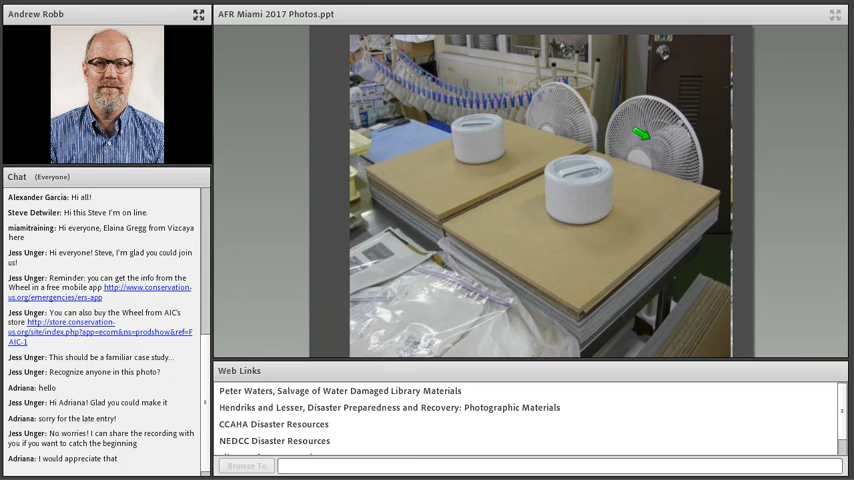 Andrew Robb
AFR Miami 2017 Photos.ppt
Chat (Everyone)
Alexander Garcia: Hi all!
Steve Detwiler: Hi this Steve I'm on line.
miamitraining: Hi everyone, Elaina Gregg from Vizcaya
here
Jess Unger: Hi everyone! Steve, I'm glad you could join
us!
Jess Unger: Reminder: you can get the info from the
Wheel in a free mobile app http://www.conservation-
us.org/emergencies/ers-app
Jess Unger: You can also buy the Wheel from AIC's
store http://store.conservation-
us.org/site/index.php?app=ecom&ns=prodshow&ref=F
AIC-1
Jess Unger: This should be a familiar case study...
Jess Unger: Recognize anyone in this photo?
Adriana: hello
Jess Unger: Hi Adriana! Glad you could make it
Adriana: sorry for the late entry!
Jess Unger: No worries! I can share the recording with
you if you want to catch the beginning
Adriana: I would appreciate that
Web Links
Peter Waters, Salvage of Water Damaged Library Materials
Hendriks and Lesser, Disaster Preparedness and Recovery: Photographic Materials
CCAHA Disaster Resources
NEDCC Disaster Resources
Browse To